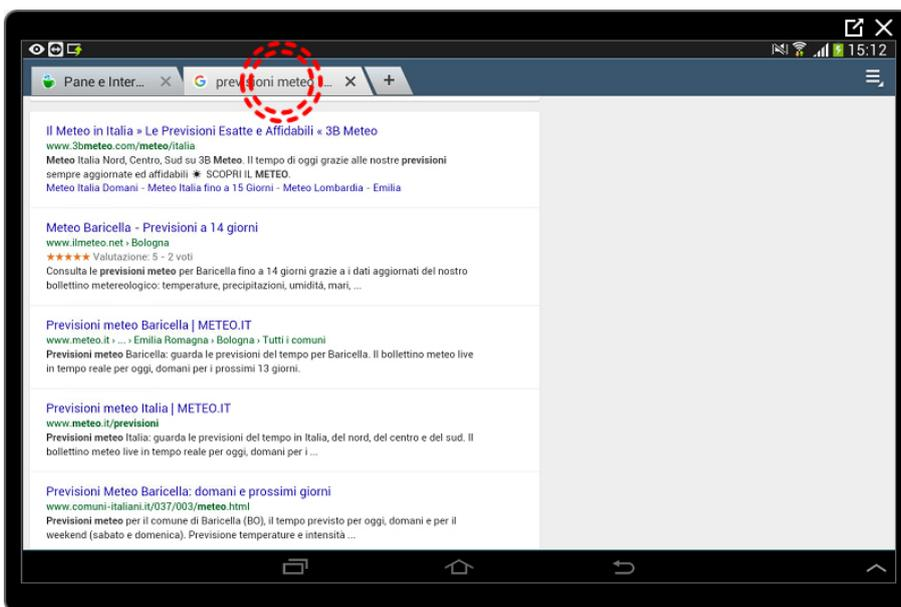 15:12
Pane e Inter...
previsioni meteo ...
Il Meteo in Italia » Le Previsioni Esatte e Affidabili « 3B Meteo
www.3bmeteo.com/meteo/italia
Meteo Italia Nord, Centro, Sud su 3B Meteo. Il tempo di oggi grazie alle nostre previsioni
sempre aggiornate ed affidabili ☀ SCOPRI IL METEO.
Meteo Italia Domani - Meteo Italia fino a 15 Giorni - Meteo Lombardia - Emilia
Meteo Baricella - Previsioni a 14 giorni
www.ilmeteo.net › Bologna
★★★★★ Valutazione: 5 - 2 voti
Consulta le previsioni meteo per Baricella fino a 14 giorni grazie a i dati aggiornati del nostro
bollettino metereologico: temperature, precipitazioni, umiditá, mari, ...
Previsioni meteo Baricella | METEO.IT
www.meteo.it › ... › Emilia Romagna › Bologna › Tutti i comuni
Previsioni meteo Baricella: guarda le previsioni del tempo per Baricella. Il bollettino meteo live
in tempo reale per oggi, domani per i prossimi 13 giorni.
Previsioni meteo Italia | METEO.IT
www.meteo.it/previsioni
Previsioni meteo Italia: guarda le previsioni del tempo in Italia, del nord, del centro e del sud. Il
bollettino meteo live in tempo reale per oggi, domani per i ...
Previsioni Meteo Baricella: domani e prossimi giorni
www.comuni-italiani.it/037/003/meteo.html
Previsioni meteo per il comune di Baricella (BO), il tempo previsto per oggi, domani e per il
weekend (sabato e domenica). Previsione temperature e intensità ...